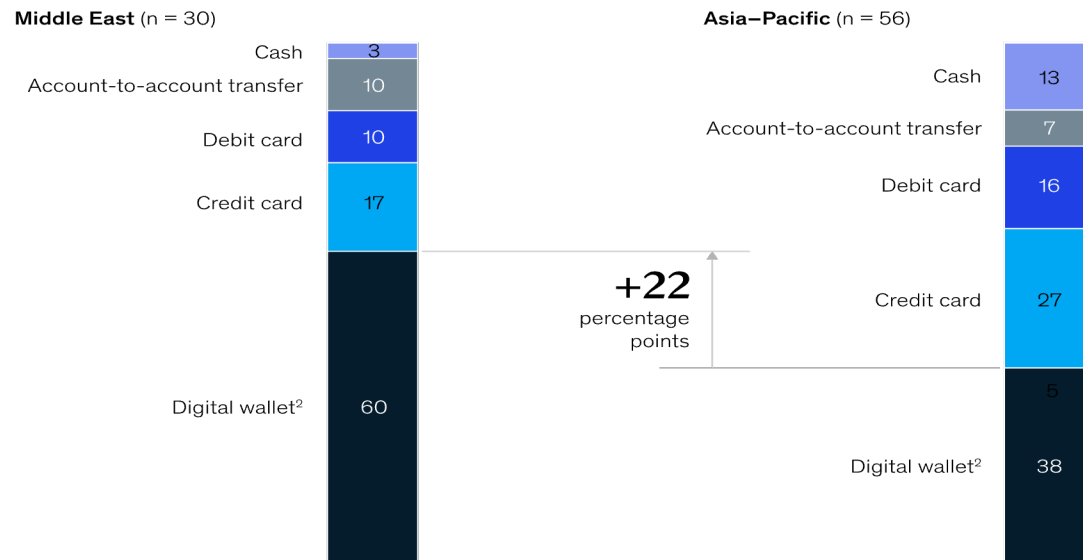 Middle East (n = 30)
Cash 3
Account-to-account transfer 10
Debit card 10
Credit card 17
Digital wallet² 60
+22
percentage
points
Asia–Pacific (n = 56)
Cash 13
Account-to-account transfer 7
Debit card 16
Credit card 27
5
Digital wallet² 38